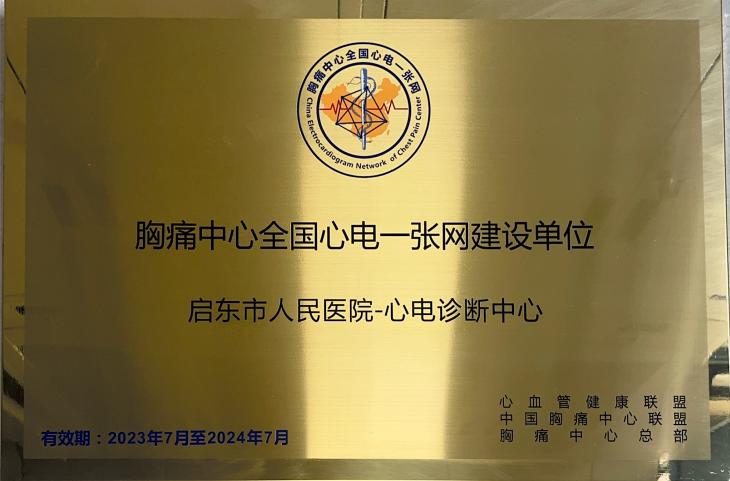 胸痛中心全国心电一张网
China Electrocardiogram Network of Chest Pain Center
胸痛中心全国心电一张网建设单位
启东市人民医院-心电诊断中心
心血管健康联盟
中国胸痛中心联盟
胸痛中心总部
有效期：2023年7月至2024年7月